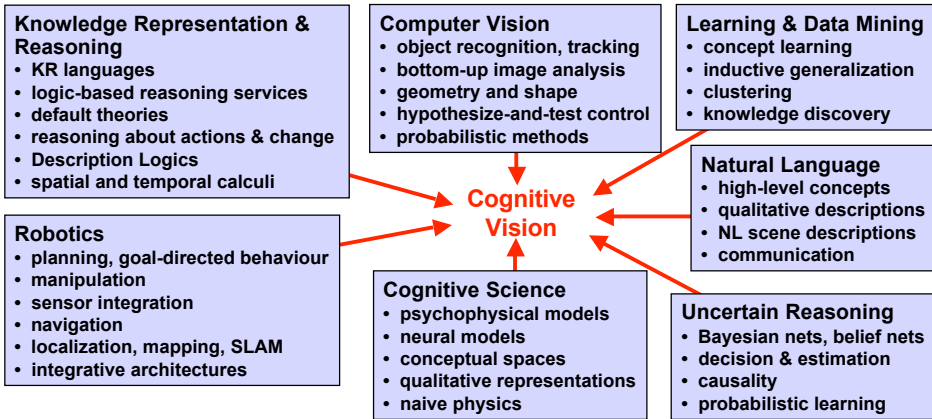 Knowledge Representation &
Reasoning
• KR languages
• logic-based reasoning services
• default theories
• reasoning about actions & change
• Description Logics
• spatial and temporal calculi
Computer Vision
• object recognition, tracking
• bottom-up image analysis
• geometry and shape
• hypothesize-and-test control
• probabilistic methods
Learning & Data Mining
• concept learning
• inductive generalization
• clustering
• knowledge discovery
Cognitive
Vision
Natural Language
• high-level concepts
• qualitative descriptions
• NL scene descriptions
• communication
Robotics
• planning, goal-directed behaviour
• manipulation
• sensor integration
• navigation
• localization, mapping, SLAM
• integrative architectures
Cognitive Science
• psychophysical models
• neural models
• conceptual spaces
• qualitative representations
• naive physics
Uncertain Reasoning
• Bayesian nets, belief nets
• decision & estimation
• causality
• probabilistic learning